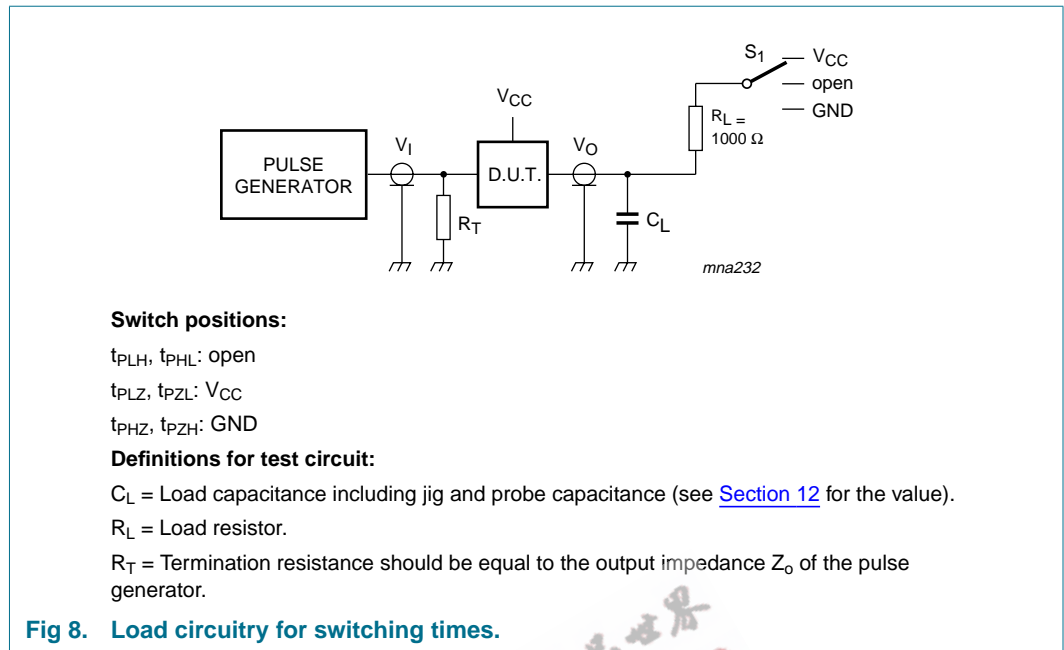 S1
VCC
open
GND
VCC
RL =
1000 Ω
PULSE
GENERATOR
VI
D.U.T.
VO
RT
CL
mna232
Switch positions:
tPLH, tPHL: open
tPLZ, tPZL: VCC
tPHZ, tPZH: GND
Definitions for test circuit:
CL = Load capacitance including jig and probe capacitance (see Section 12 for the value).
RL = Load resistor.
RT = Termination resistance should be equal to the output impedance Zo of the pulse
generator.
Fig 8. Load circuitry for switching times.